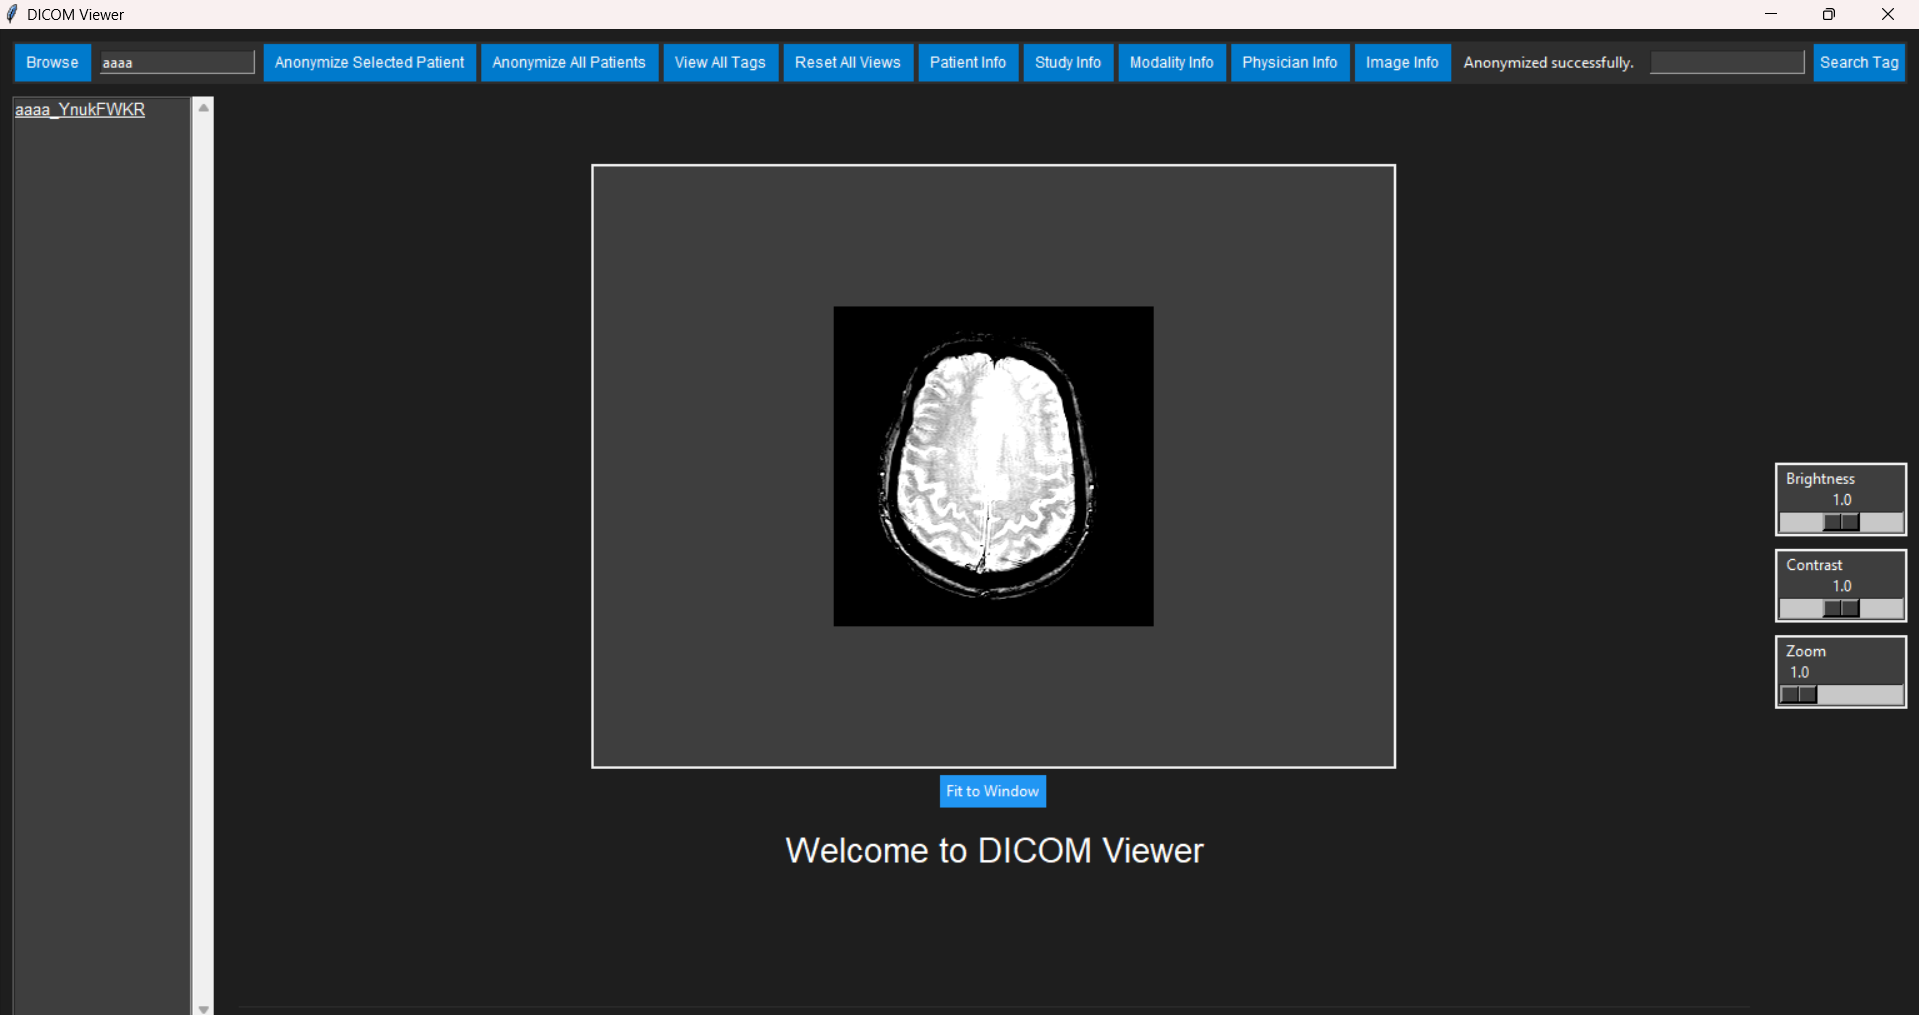 DICOM Viewer
Browse aaaa Anonymize Selected Patient Anonymize All Patients View All Tags Reset All Views Patient Info Study Info Modality Info Physician Info Image Info Anonymized successfully. Search Tag
aaaa_YnukFWKR
Brightness
1.0
Contrast
1.0
Zoom
1.0
Fit to Window
Welcome to DICOM Viewer